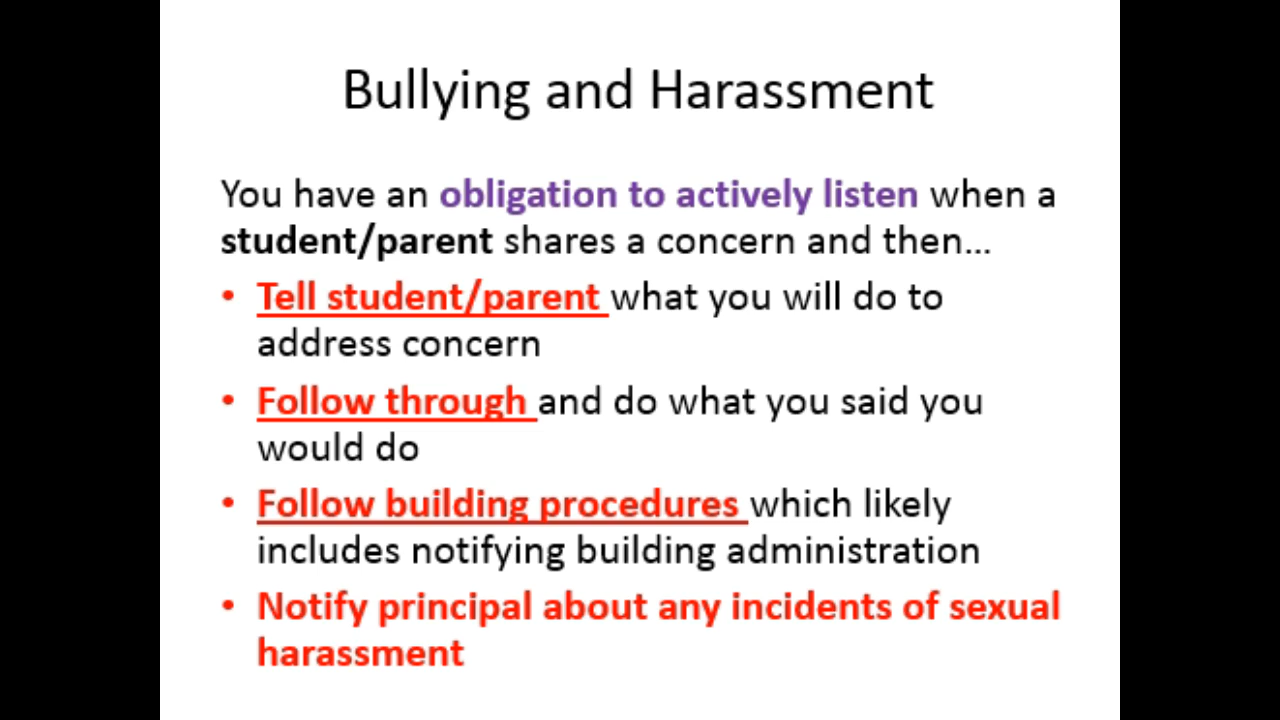 Bullying and Harassment
You have an obligation to actively listen when a
student/parent shares a concern and then…
• Tell student/parent what you will do to
address concern
• Follow through and do what you said you
would do
• Follow building procedures which likely
includes notifying building administration
• Notify principal about any incidents of sexual
harassment